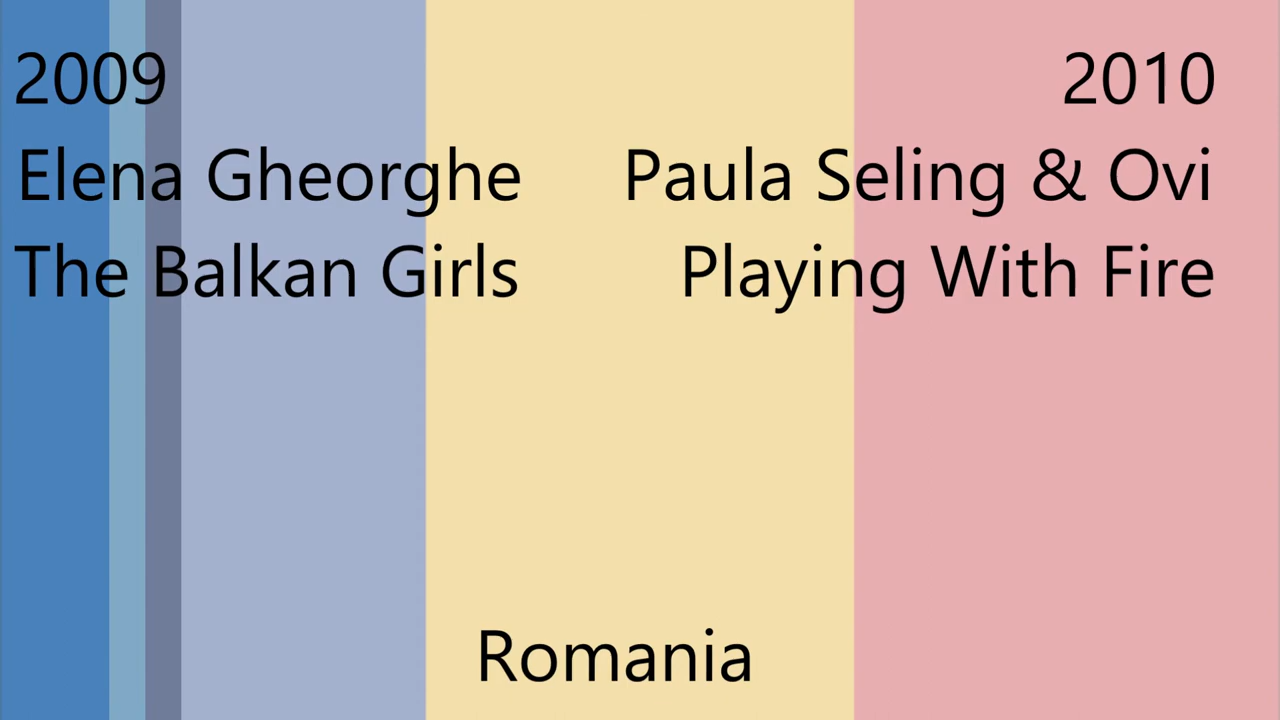 2009
Elena Gheorghe
The Balkan Girls
2010
Paula Seling & Ovi
Playing With Fire
Romania